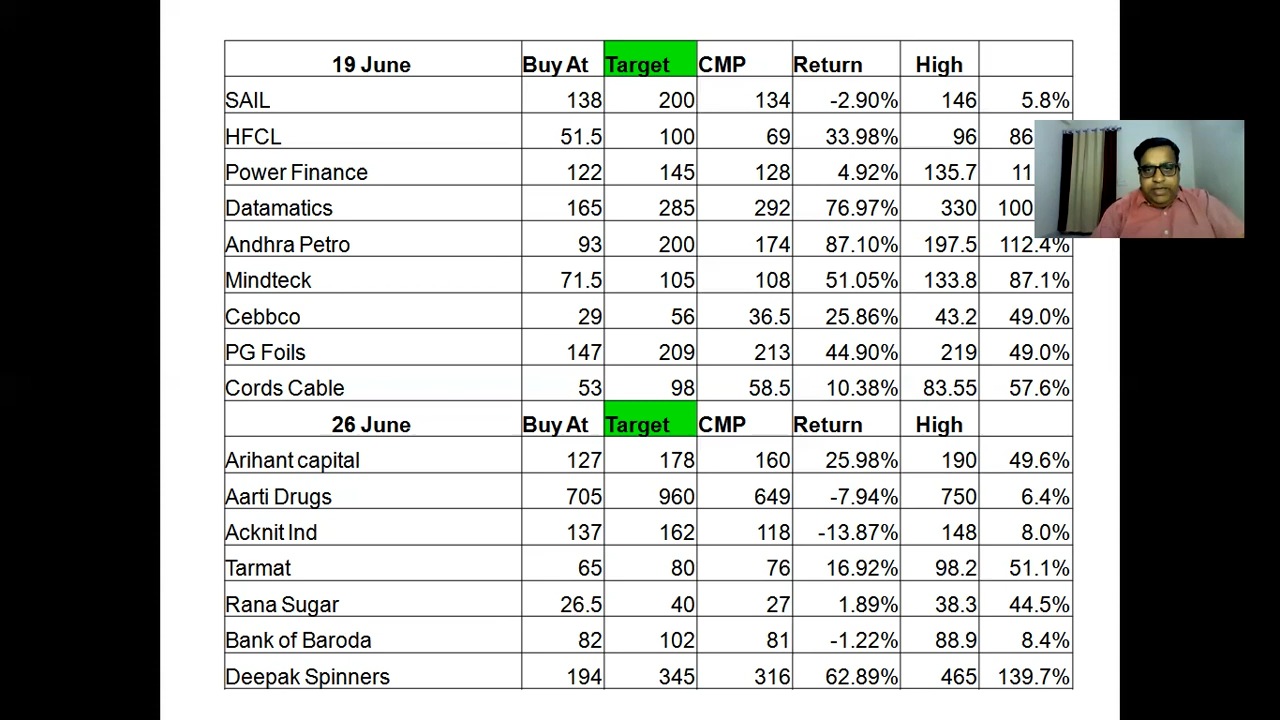 19 June Buy At Target CMP Return High
SAIL 138 200 134 -2.90% 146 5.8%
HFCL 51.5 100 69 33.98% 96 86
Power Finance 122 145 128 4.92% 135.7 11
Datamatics 165 285 292 76.97% 330 100
Andhra Petro 93 200 174 87.10% 197.5 112.4%
Mindteck 71.5 105 108 51.05% 133.8 87.1%
Cebbco 29 56 36.5 25.86% 43.2 49.0%
PG Foils 147 209 213 44.90% 219 49.0%
Cords Cable 53 98 58.5 10.38% 83.55 57.6%
26 June Buy At Target CMP Return High
Arihant capital 127 178 160 25.98% 190 49.6%
Aarti Drugs 705 960 649 -7.94% 750 6.4%
Acknit Ind 137 162 118 -13.87% 148 8.0%
Tarmat 65 80 76 16.92% 98.2 51.1%
Rana Sugar 26.5 40 27 1.89% 38.3 44.5%
Bank of Baroda 82 102 81 -1.22% 88.9 8.4%
Deepak Spinners 194 345 316 62.89% 465 139.7%